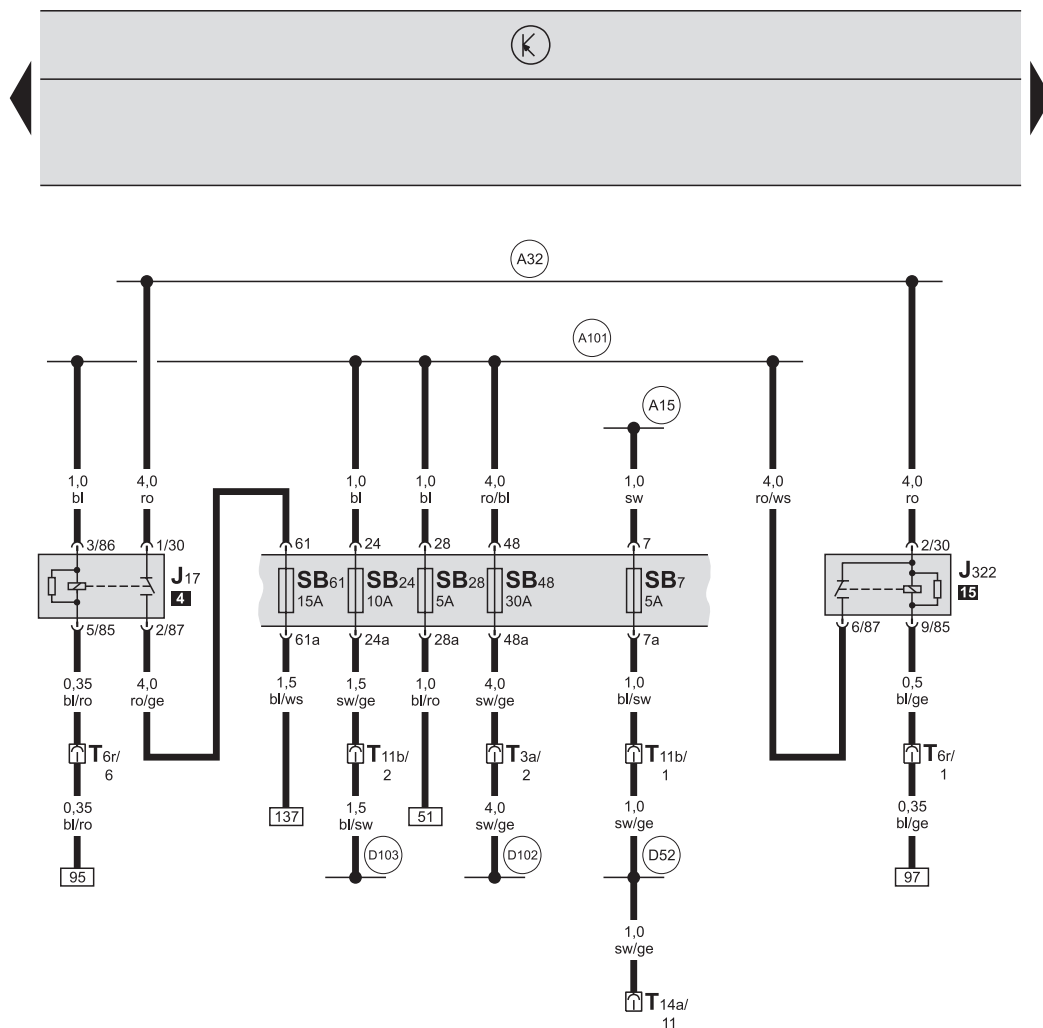 K
A32
A101
A15
1,0 4,0 1,0 1,0 4,0 1,0 4,0 4,0
bl ro bl bl ro/bl sw ro/ws ro
3/86 1/30 61 24 28 48 7 2/30
J17 SB61 SB24 SB28 SB48 SB7 J322
4 15A 10A 5A 30A 5A 15
5/85 2/87 61a 24a 28a 48a 7a 6/87 9/85
0,35 4,0 1,5 1,5 1,0 4,0 1,0 0,5
bl/ro ro/ge bl/ws sw/ge bl/ro sw/ge bl/sw bl/ge
T6r/ T11b/ T3a/ T11b/ T6r/
6 2 2 1 1
0,35 137 1,5 51 4,0 1,0 0,35
bl/ro bl/sw sw/ge sw/ge bl/ge
D103 D102 D52
95 97
1,0
sw/ge
T14a/
11